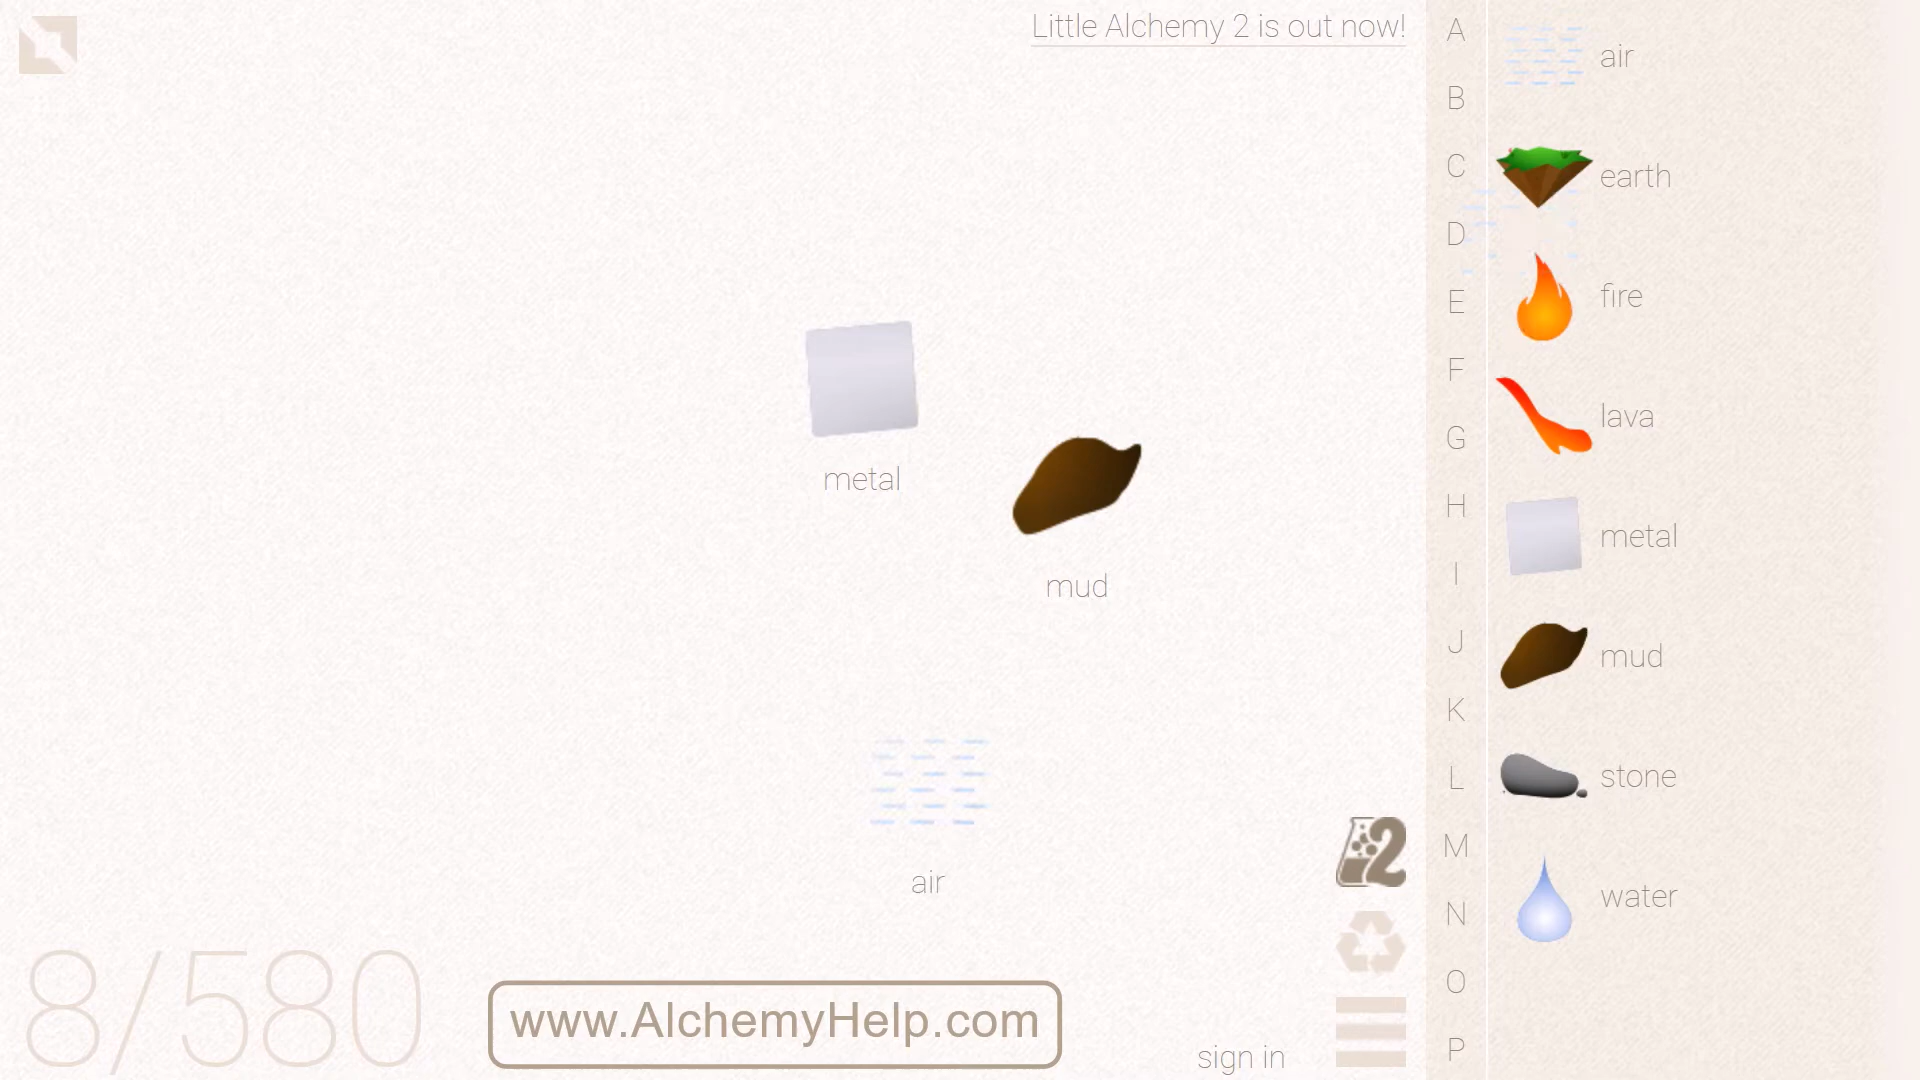 Little Alchemy 2 is out now!
A
B
C
D
E
F
G
H
I
J
K
L
M
N
O
P
air
earth
fire
lava
metal
mud
stone
water
metal
mud
air
2
8/580
www.AlchemyHelp.com
sign in